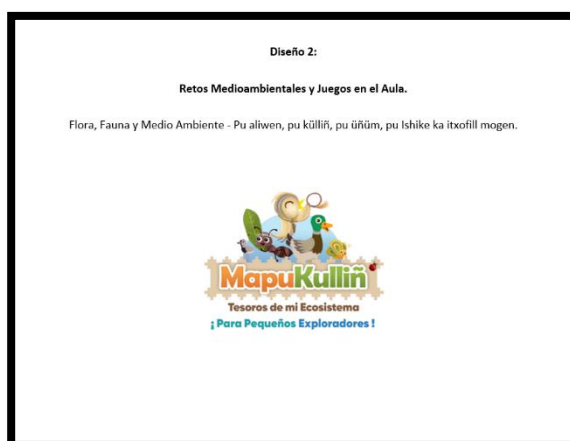 Diseño 2:
Retos Medioambientales y Juegos en el Aula.
Flora, Fauna y Medio Ambiente - Pu aliwen, pu külliñ, pu üñüm, pu Ishike ka itxofill mogen.
MapuKulliñ
Tesoros de mi Ecosistema
¡ Para Pequeños Exploradores !